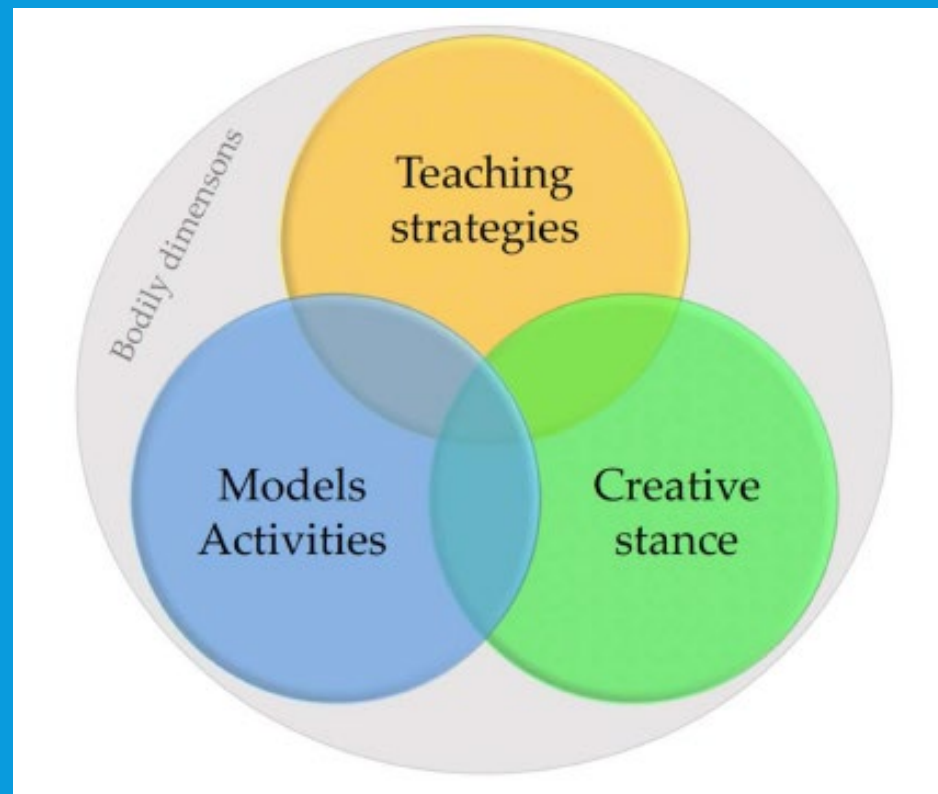 Bodily dimensons
Teaching
strategies
Models
Activities
Creative
stance